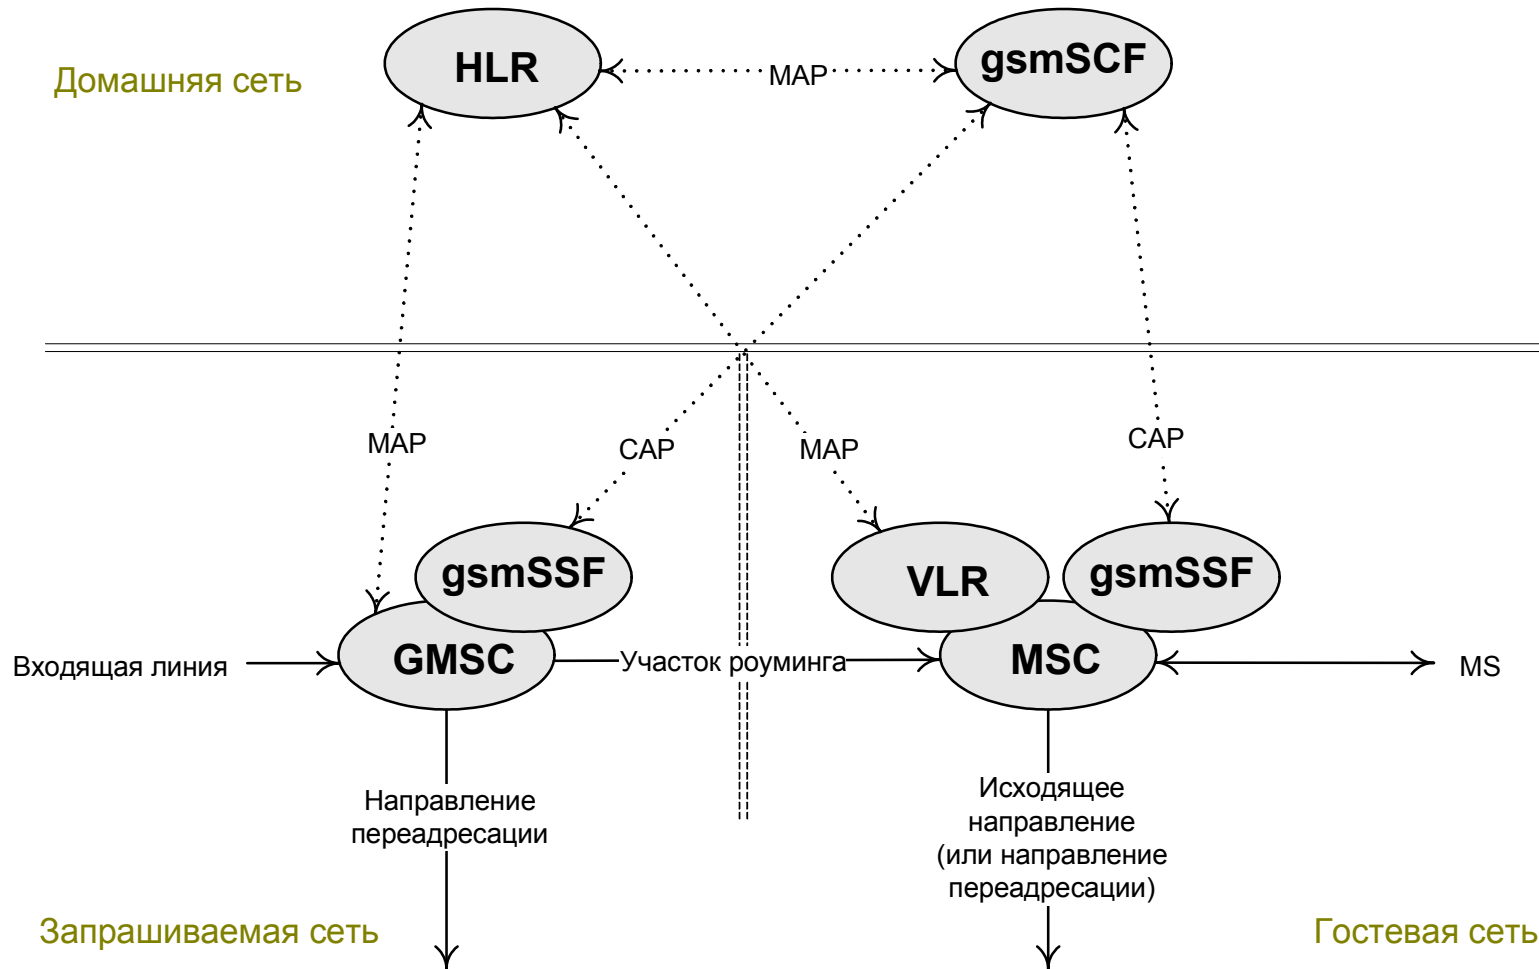 Домашняя сеть
HLR
MAP
gsmSCF
MAP
CAP
MAP
CAP
gsmSSF
VLR
gsmSSF
Входящая линия
GMSC
Участок роуминга
MSC
MS
Направление
переадресации
Исходящее
направление
(или направление
переадресации)
Запрашиваемая сеть
Гостевая сеть